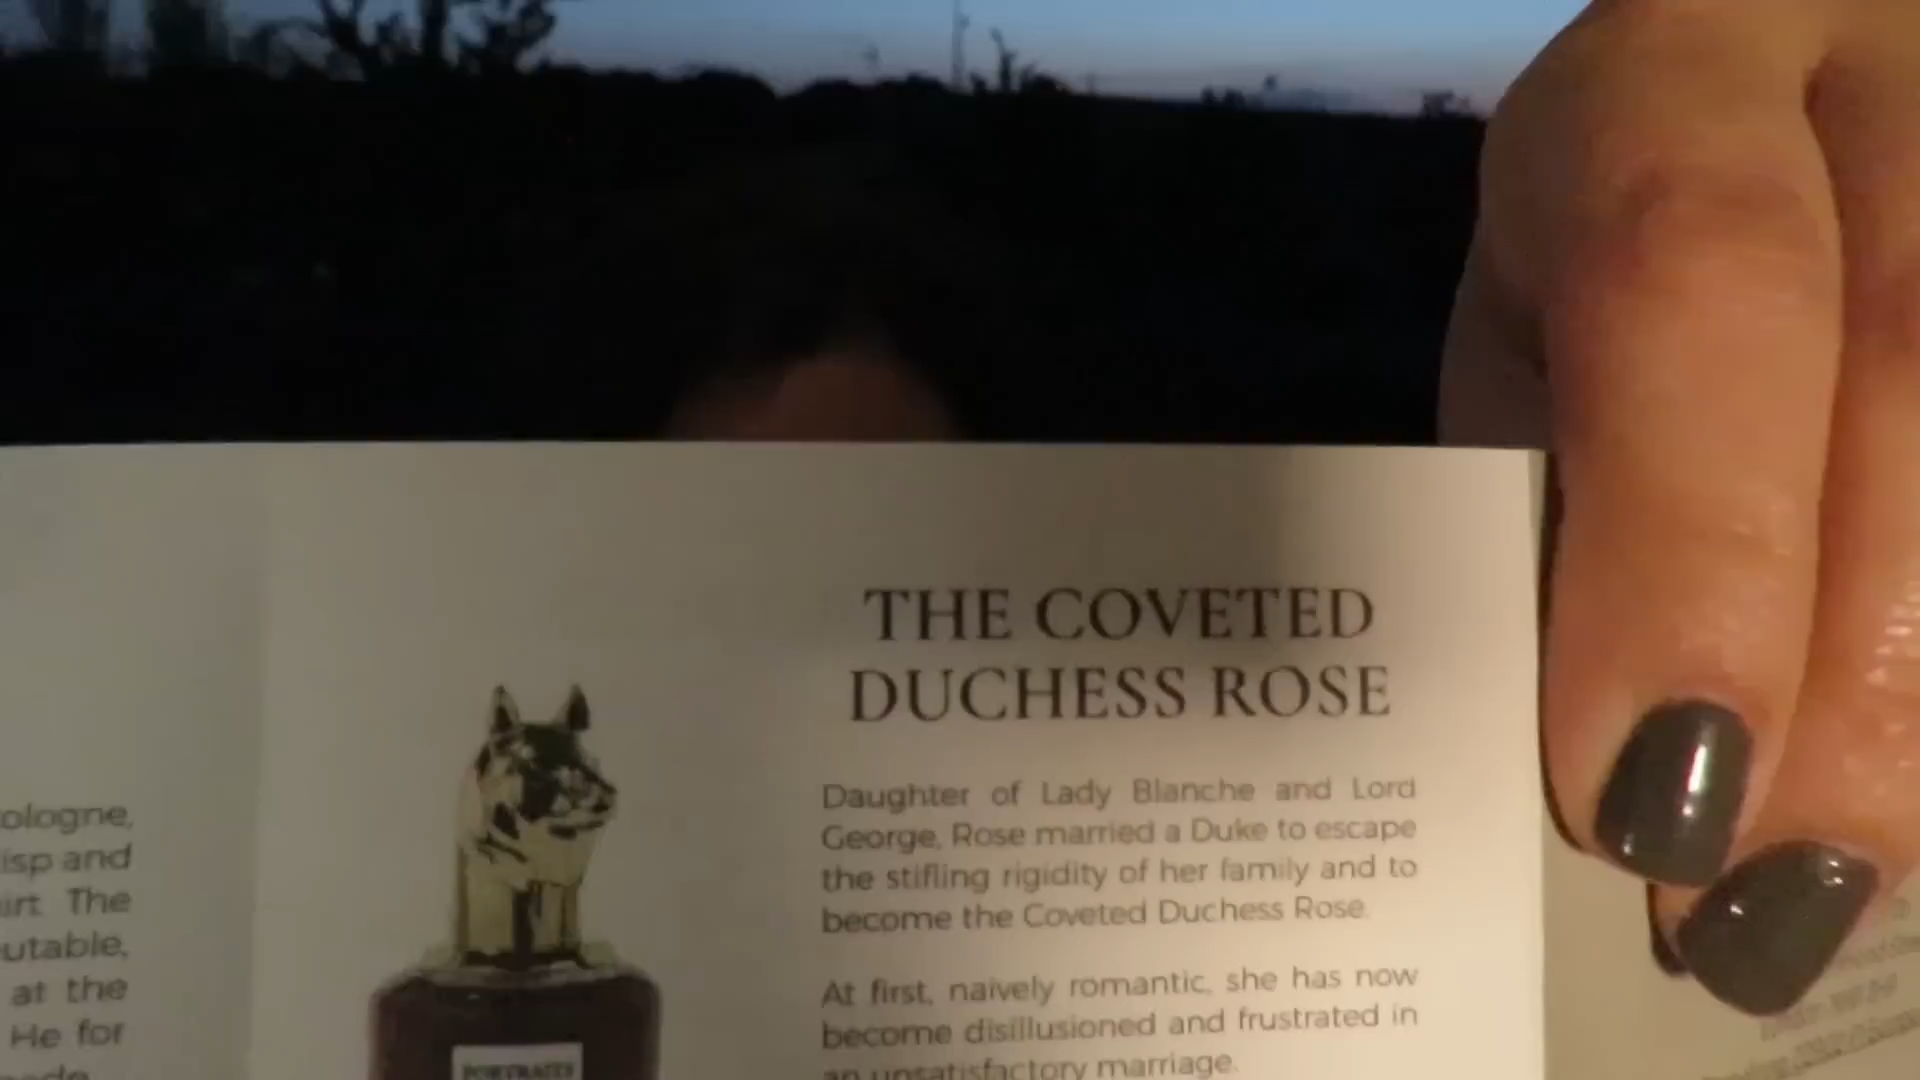 ologne,
isp and
irt. The
utable,
at the
He for
THE COVETED
DUCHESS ROSE
Daughter of Lady Blanche and Lord
George, Rose married a Duke to escape
the stifling rigidity of her family and to
become the Coveted Duchess Rose.
At first, naively romantic, she has now
become disillusioned and frustrated in
an unsatisfactory marriage.
PORTRAITS